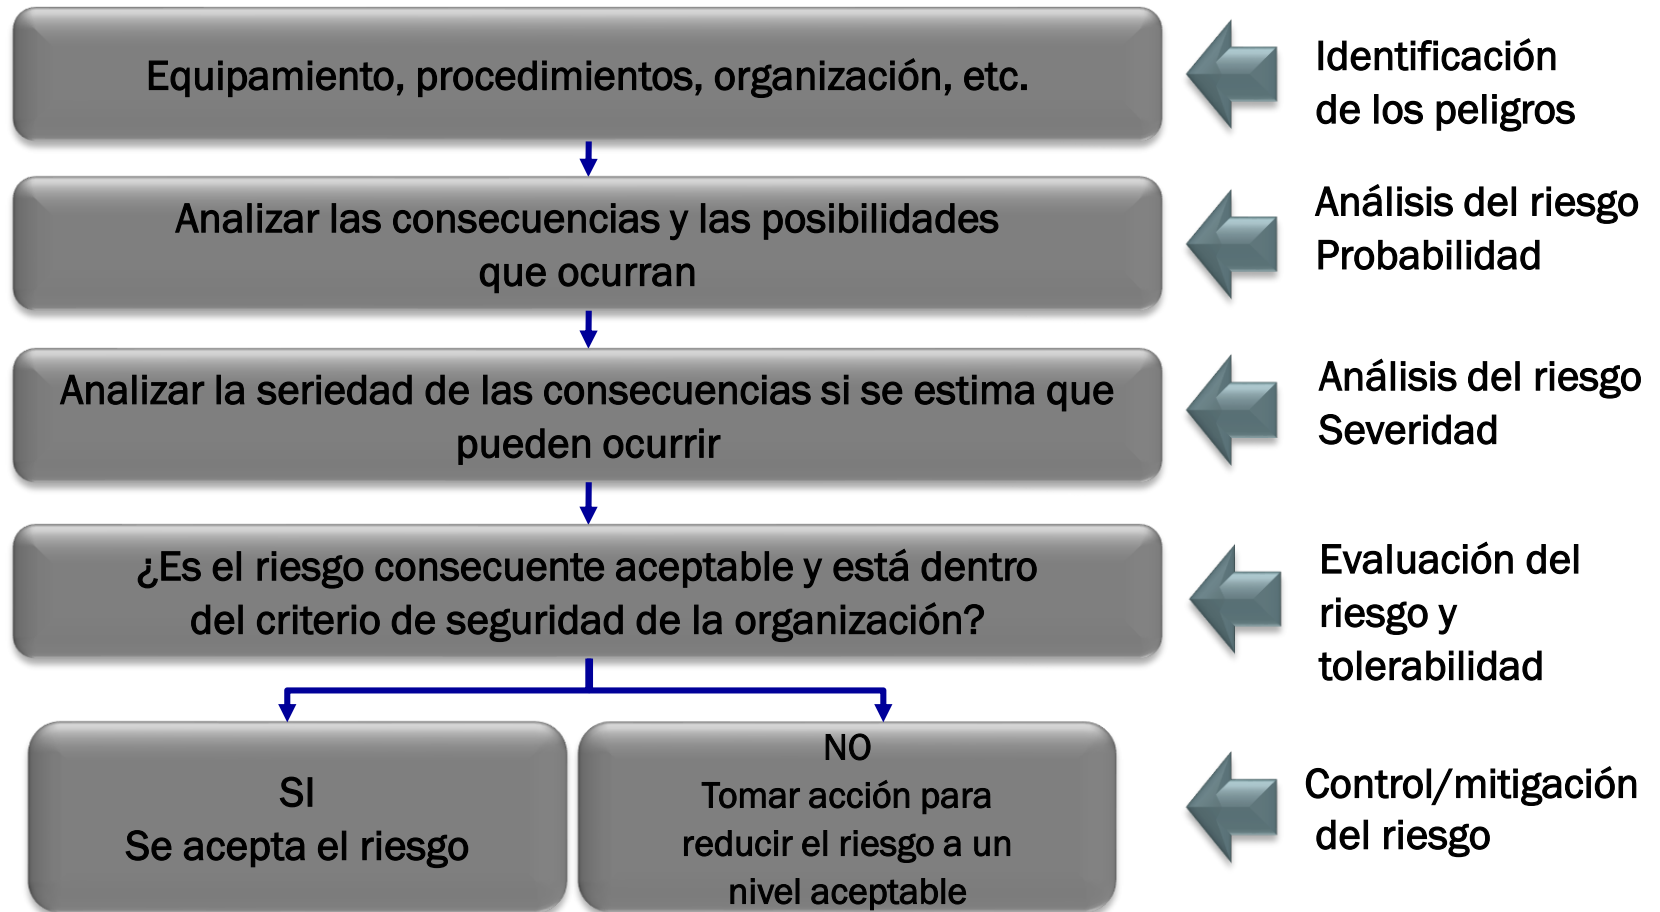 Equipamiento, procedimientos, organización, etc.
Identificación
de los peligros
Analizar las consecuencias y las posibilidades
que ocurran
Análisis del riesgo
Probabilidad
Analizar la seriedad de las consecuencias si se estima que
pueden ocurrir
Análisis del riesgo
Severidad
¿Es el riesgo consecuente aceptable y está dentro
del criterio de seguridad de la organización?
Evaluación del
riesgo y
tolerabilidad
SI
Se acepta el riesgo
NO
Tomar acción para
reducir el riesgo a un
nivel aceptable
Control/mitigación
del riesgo